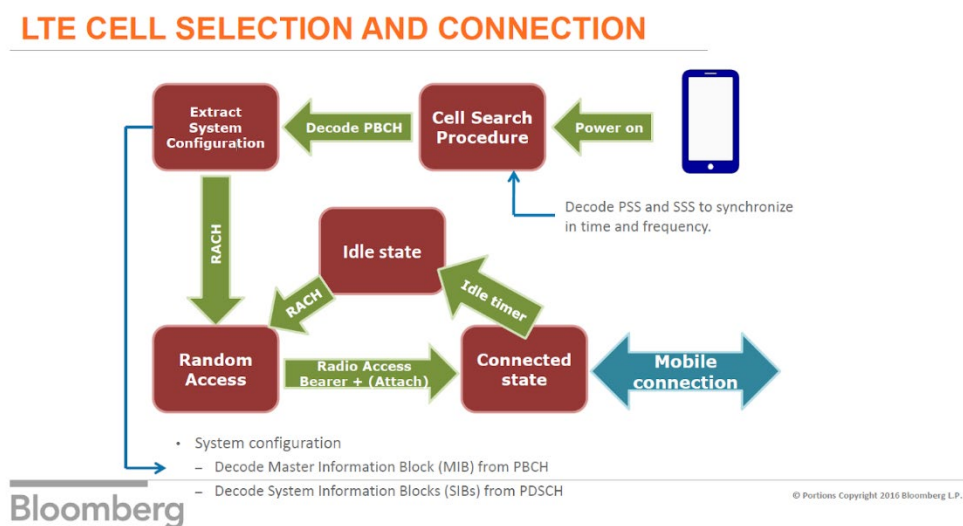 LTE CELL SELECTION AND CONNECTION
Extract
System
Configuration
Decode PBCH
Cell Search
Procedure
Power on
Decode PSS and SSS to synchronize
in time and frequency.
RACH
Idle state
RACH
Idle timer
Random
Access
Radio Access
Bearer + (Attach)
Connected
state
Mobile
connection
• System configuration
– Decode Master Information Block (MIB) from PBCH
– Decode System Information Blocks (SIBs) from PDSCH
Bloomberg
© Portions Copyright 2016 Bloomberg L.P.